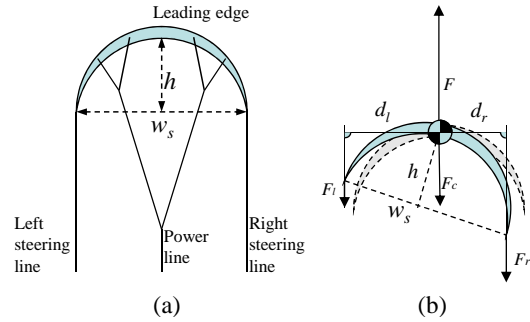 Leading edge
h
w_s
Left
steering
line
Power
line
Right
steering
line
(a)
F
d_l
d_r
F_l
h
F_c
w_s
F_r
(b)